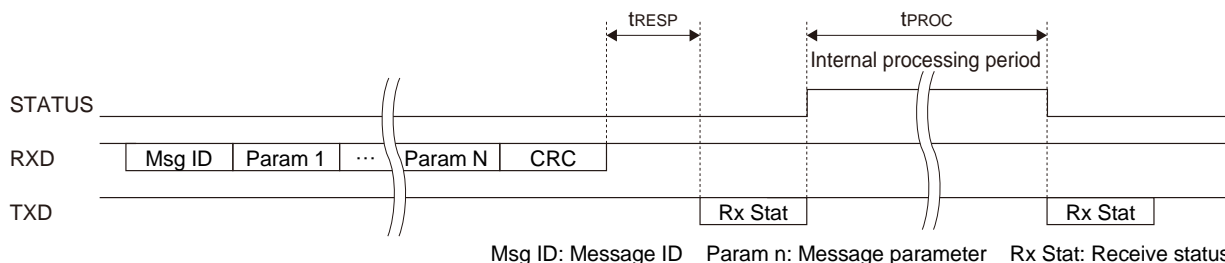 tRESP tPROC
Internal processing period
STATUS
RXD Msg ID Param 1 ··· Param N CRC
TXD Rx Stat Rx Stat
Msg ID: Message ID Param n: Message parameter Rx Stat: Receive status